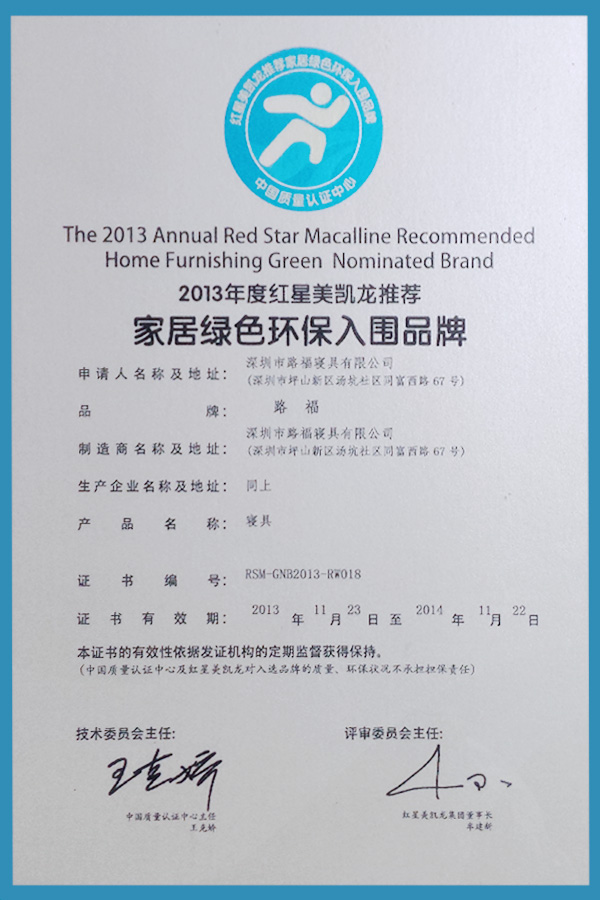 红星美凯龙推荐家居绿色环保入围品牌
中国质量认证中心
The 2013 Annual Red Star Macalline Recommended
Home Furnishing Green Nominated Brand
2013年度红星美凯龙推荐
家居绿色环保入围品牌
申请人名称及地址： 深圳市路福寝具有限公司
（深圳市坪山新区汤坑社区同富西路 67 号）
品 牌： 路 福
制造商名称及地址： 深圳市路福寝具有限公司
（深圳市坪山新区汤坑社区同富西路 67 号）
生产企业名称及地址： 同上
产 品 名 称： 寝具
证 书 编 号： RSM-GNB2013-RW018
证 书 有 效 期： 2013 年 11 月 23 日 至 2014 年 11 月 22 日
本证书的有效性依据发证机构的定期监督获得保持。
（中国质量认证中心及红星美凯龙对入选品牌的质量、环保状况不承担担保责任）
技术委员会主任： 评审委员会主任：
王克娇
中国质量认证中心主任 红星美凯龙集团董事长
王克娇 车建新